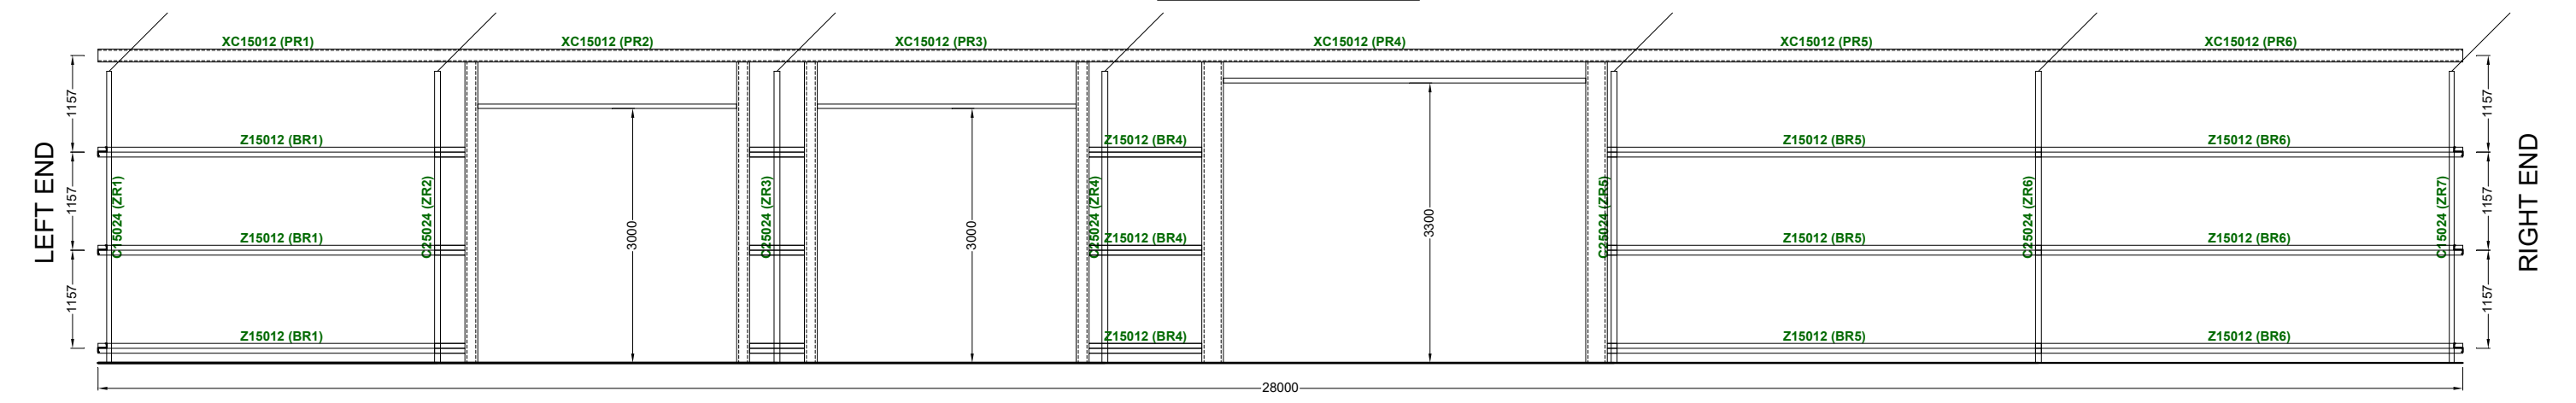 XC15012 (PR1)
XC15012 (PR2)
XC15012 (PR3)
XC15012 (PR4)
XC15012 (PR5)
XC15012 (PR6)
1157
1157
Z15012 (BR1)
Z15012 (BR4)
Z15012 (BR5)
Z15012 (BR6)
LEFT END
RIGHT END
1157
C15024 (ZR1)
C25024 (ZR2)
C25024 (ZR3)
C25024 (ZR4)
C25024 (ZR5)
C25024 (ZR6)
C15024 (ZR7)
1157
3000
3000
3300
Z15012 (BR1)
Z15012 (BR4)
Z15012 (BR5)
Z15012 (BR6)
1157
1157
Z15012 (BR1)
Z15012 (BR4)
Z15012 (BR5)
Z15012 (BR6)
28000